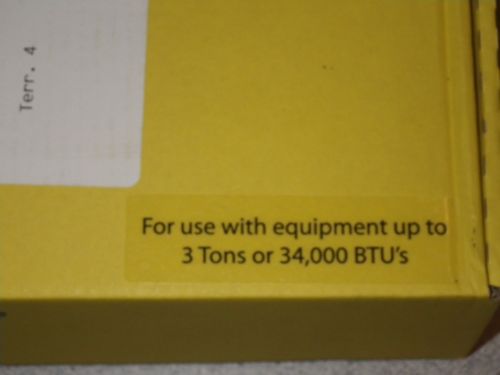 Terr. 4
For use with equipment up to
3 Tons or 34,000 BTU's